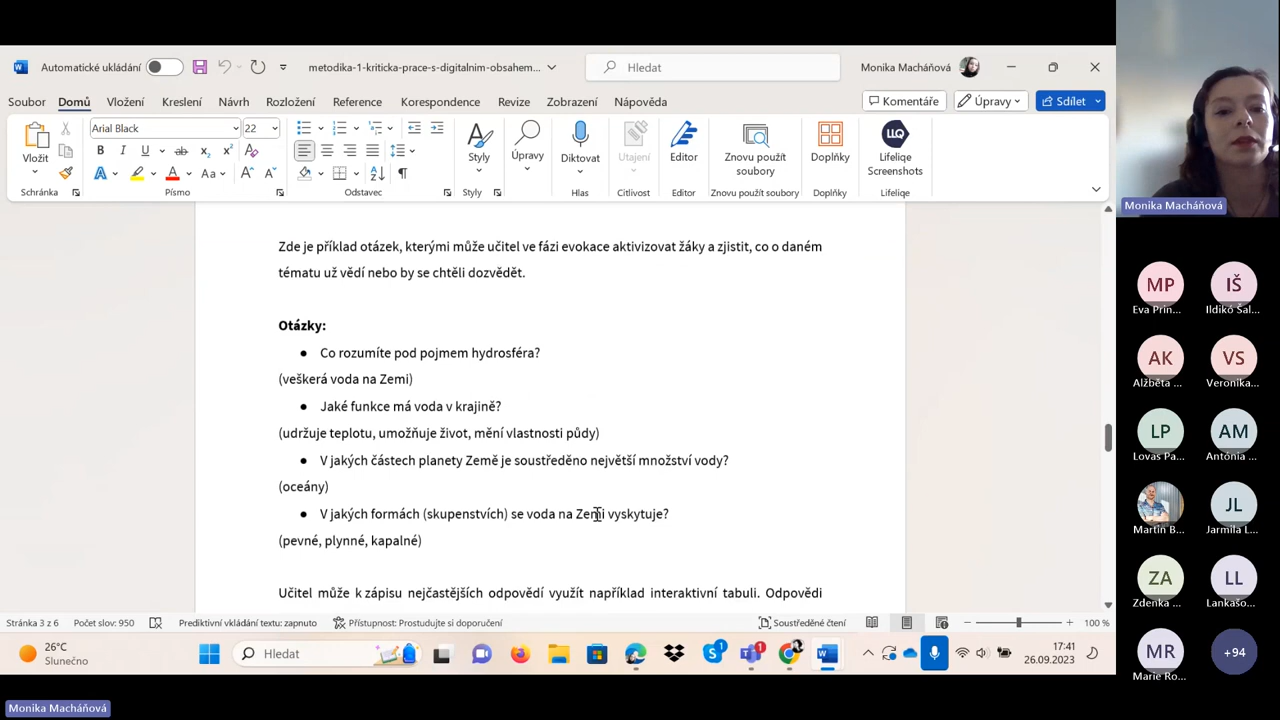 Automatické ukládání
metodika-1-kriticka-prace-s-digitalnim-obsahem...
Hledat
Monika Macháňová
Soubor Domů Vložení Kreslení Návrh Rozložení Reference Korespondence Revize Zobrazení Nápověda
Komentáře Úpravy Sdílet
Arial Black 22
Vložit
Styly
Úpravy
Diktovat
Utajení
Editor
Znovu použít
soubory
Doplňky
LLQ
Lifeliqe
Screenshots
Schránka Písmo Odstavec Styly Hlas Citlivost Editor Znovu použít soubory Doplňky Lifeliqe
Zde je příklad otázek, kterými může učitel ve fázi evokace aktivizovat žáky a zjistit, co o daném
tématu už vědí nebo by se chtěli dozvědět.
Otázky:
● Co rozumíte pod pojmem hydrosféra?
(veškerá voda na Zemi)
● Jaké funkce má voda v krajině?
(udržuje teplotu, umožňuje život, mění vlastnosti půdy)
● V jakých částech planety Země je soustředěno největší množství vody?
(oceány)
● V jakých formách (skupenstvích) se voda na Zemi vyskytuje?
(pevné, plynné, kapalné)
Učitel může k zápisu nejčastějších odpovědí využít například interaktivní tabuli. Odpovědi
Stránka 3 z 6 Počet slov: 950 Prediktivní vkládání textu: zapnuto Přístupnost: Prostudujte si doporučení Soustředěné čtení 100 %
26°C
Slunečno
Hledat
17:41
26.09.2023
Monika Macháňová
Monika Macháňová
MP
Eva Prin...
IŠ
Ildikó Šal...
AK
Alžběta ...
VS
Veronika...
LP
Lovas Pa...
AM
Antónia ...
Martin B...
JL
Jarmila L...
ZA
Zdenka ...
LL
Lankašo...
MR
Marie Ro...
+94